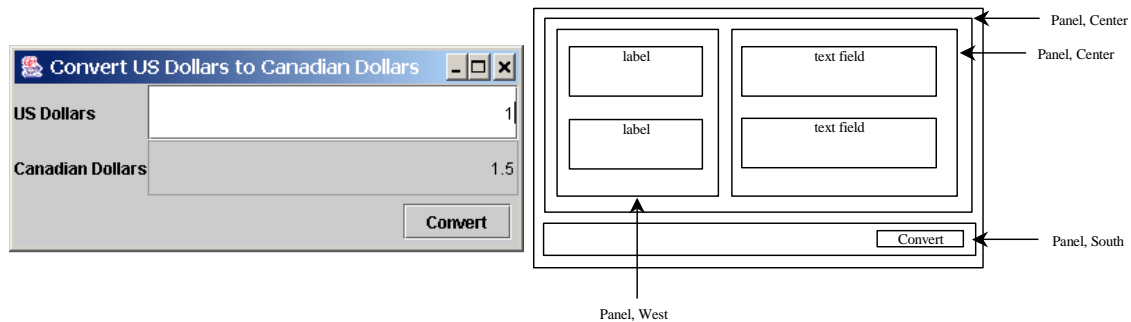 Convert US Dollars to Canadian Dollars
US Dollars
1
Canadian Dollars
1.5
Convert
Panel, Center
Panel, Center
label
text field
label
text field
Convert
Panel, South
Panel, West